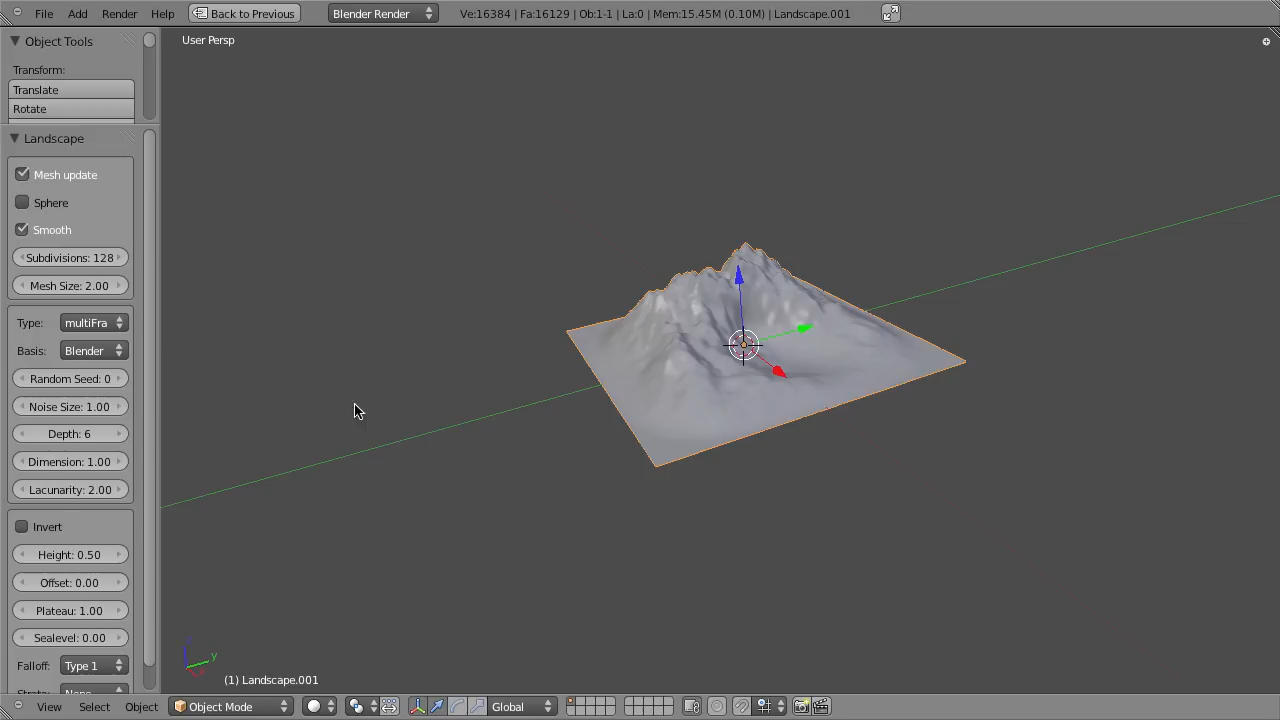 File Add Render Help Back to Previous Blender Render Ve:16384 | Fa:16129 | Ob:1-1 | La:0 | Mem:15.45M (0.10M) | Landscape.001
Object Tools
User Persp
Transform:
Translate
Rotate
Landscape
Mesh update
Sphere
Smooth
Subdivisions: 128
Mesh Size: 2.00
Type: multiFra
Basis: Blender
Random Seed: 0
Noise Size: 1.00
Depth: 6
Dimension: 1.00
Lacunarity: 2.00
Invert
Height: 0.50
Offset: 0.00
Plateau: 1.00
Sealevel: 0.00
y
Falloff: Type 1
(1) Landscape.001
View Select Object Object Mode Global